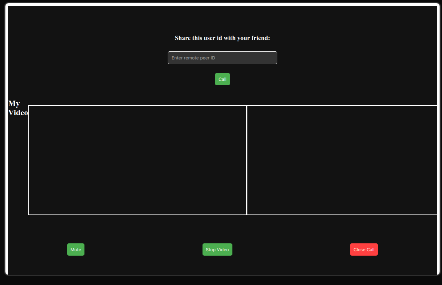 Share this user id with your friend:
Enter remote peer ID
Call
My
Video
Mute
Stop Video
Close Call